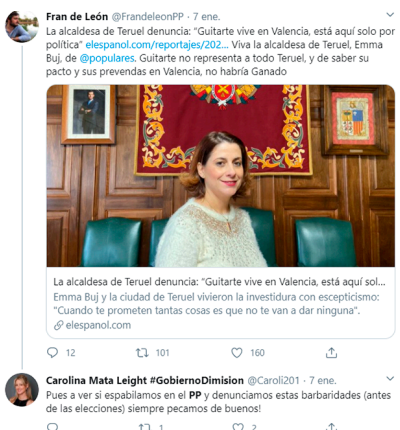 Fran de León @FrandeleonPP · 7 ene.
La alcaldesa de Teruel denuncia: “Guitarte vive en Valencia, está aquí solo por
política” elespanol.com/reportajes/202... Viva la alcaldesa de Teruel, Emma
Buj, de @populares. Guitarte no representa a todo Teruel, y de saber su
pacto y sus prevendas en Valencia, no habría Ganado
La alcaldesa de Teruel denuncia: “Guitarte vive en Valencia, está aquí sol...
Emma Buj y la ciudad de Teruel vivieron la investidura con escepticismo:
"Cuando te prometen tantas cosas es que no te van a dar ninguna".
elespanol.com
12 101 160
Carolina Mata Leight #GobiernoDimision @Caroli201 · 7 ene.
Pues a ver si espabilamos en el PP y denunciamos estas barbaridades (antes
de las elecciones) siempre pecamos de buenos!
1 2